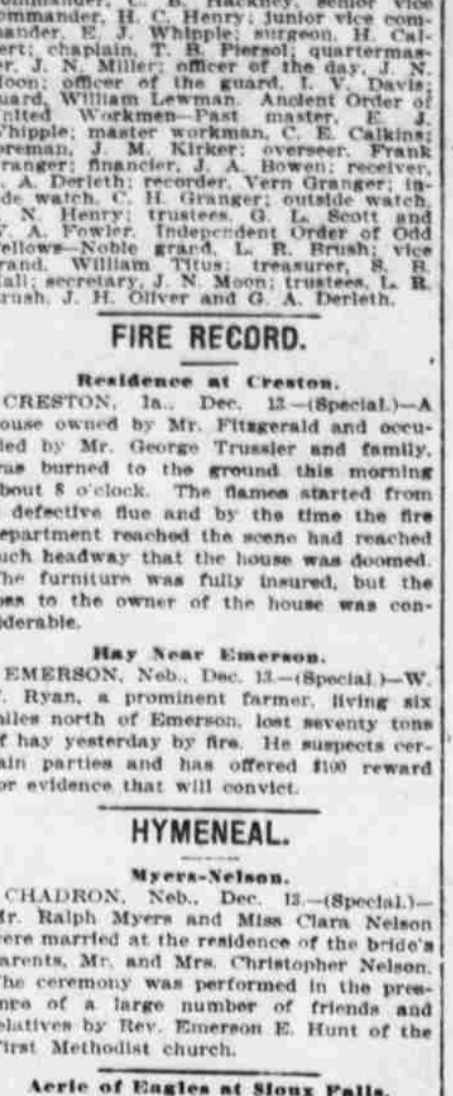 ommander, C. B. Hackney; senior vice
ommander, H. C. Henry; junior vice com-
ander, E. J. Whipple; surgeon, H. Cal-
ert; chaplain, T. B. Piersol; quartermas-
er, J. N. Miller; officer of the day, J. N.
oon; officer of the guard, I. V. Davis;
uard, William Lewman. Ancient Order of
nited Workmen—Past master, E. J.
hipple; master workman, C. E. Calkins;
oreman, J. M. Kirker; overseer, Frank
ranger; financier, J. A. Bowen; receiver,
. A. Derleth; recorder, Vern Granger; in-
de watch, C. H. Granger; outside watch,
. N. Henry; trustees, G. L. Scott and
. A. Fowler. Independent Order of Odd
ellows—Noble grand, L. R. Brush; vice
rand, William Titus; treasurer, S. B.
all; secretary, J. N. Moon; trustees, L. R.
rush, J. H. Oliver and G. A. Derleth.
FIRE RECORD.
Residence at Creston.
CRESTON, Ia., Dec. 13.—(Special.)—A
ouse owned by Mr. Fitzgerald and occu-
ied by Mr. George Trussler and family,
as burned to the ground this morning
bout 8 o'clock. The flames started from
defective flue and by the time the fire
epartment reached the scene had reached
uch headway that the house was doomed.
he furniture was fully insured, but the
oss to the owner of the house was con-
iderable.
Hay Near Emerson.
EMERSON, Neb., Dec. 13.—(Special.)—W.
. Ryan, a prominent farmer, living six
iles north of Emerson, lost seventy tons
f hay yesterday by fire. He suspects cer-
ain parties and has offered $100 reward
or evidence that will convict.
HYMENEAL.
Myers-Nelson.
CHADRON, Neb., Dec. 13.—(Special.)—
r. Ralph Myers and Miss Clara Nelson
ere married at the residence of the bride's
arents, Mr. and Mrs. Christopher Nelson.
he ceremony was performed in the pres-
nce of a large number of friends and
elatives by Rev. Emerson E. Hunt of the
irst Methodist church.
Aerie of Eagles at Sioux Falls.